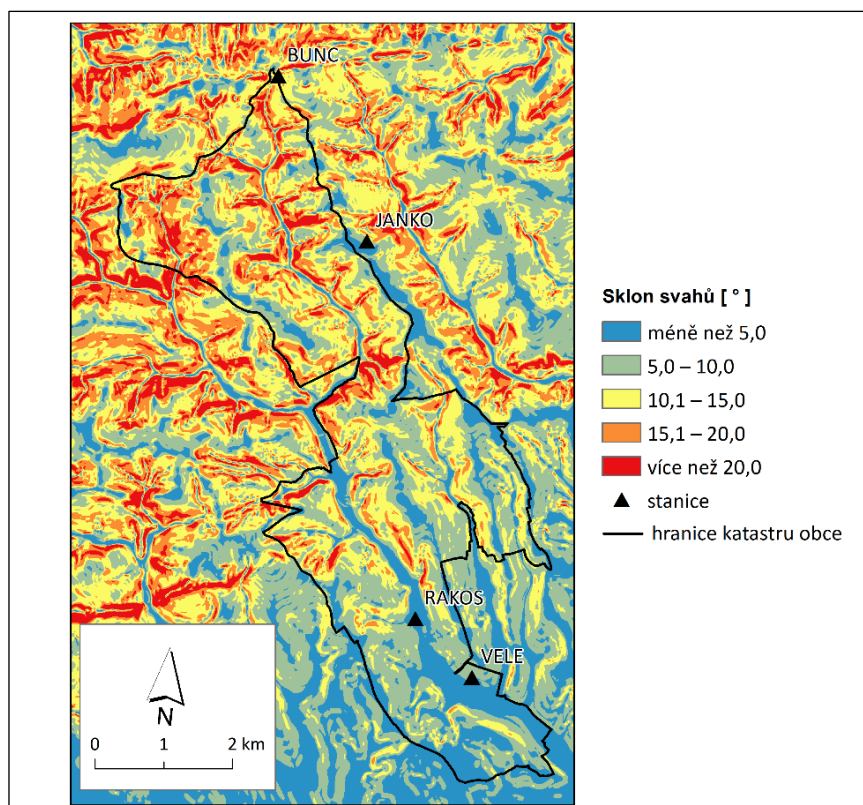 BUNC
JANKO
RAKOS
VELE
Sklon svahů [ ° ]
méně než 5,0
5,0 – 10,0
10,1 – 15,0
15,1 – 20,0
více než 20,0
stanice
hranice katastru obce
N
0 1 2 km